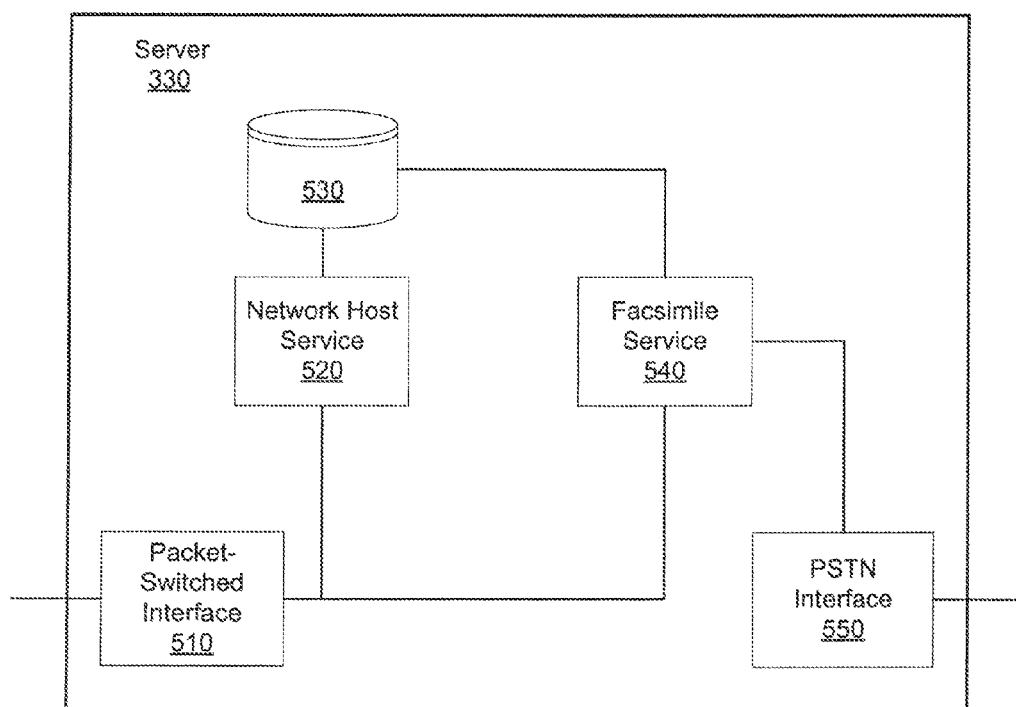 Server
330
530
Network Host
Service
520
Facsimile
Service
540
Packet-
Switched
Interface
510
PSTN
Interface
550